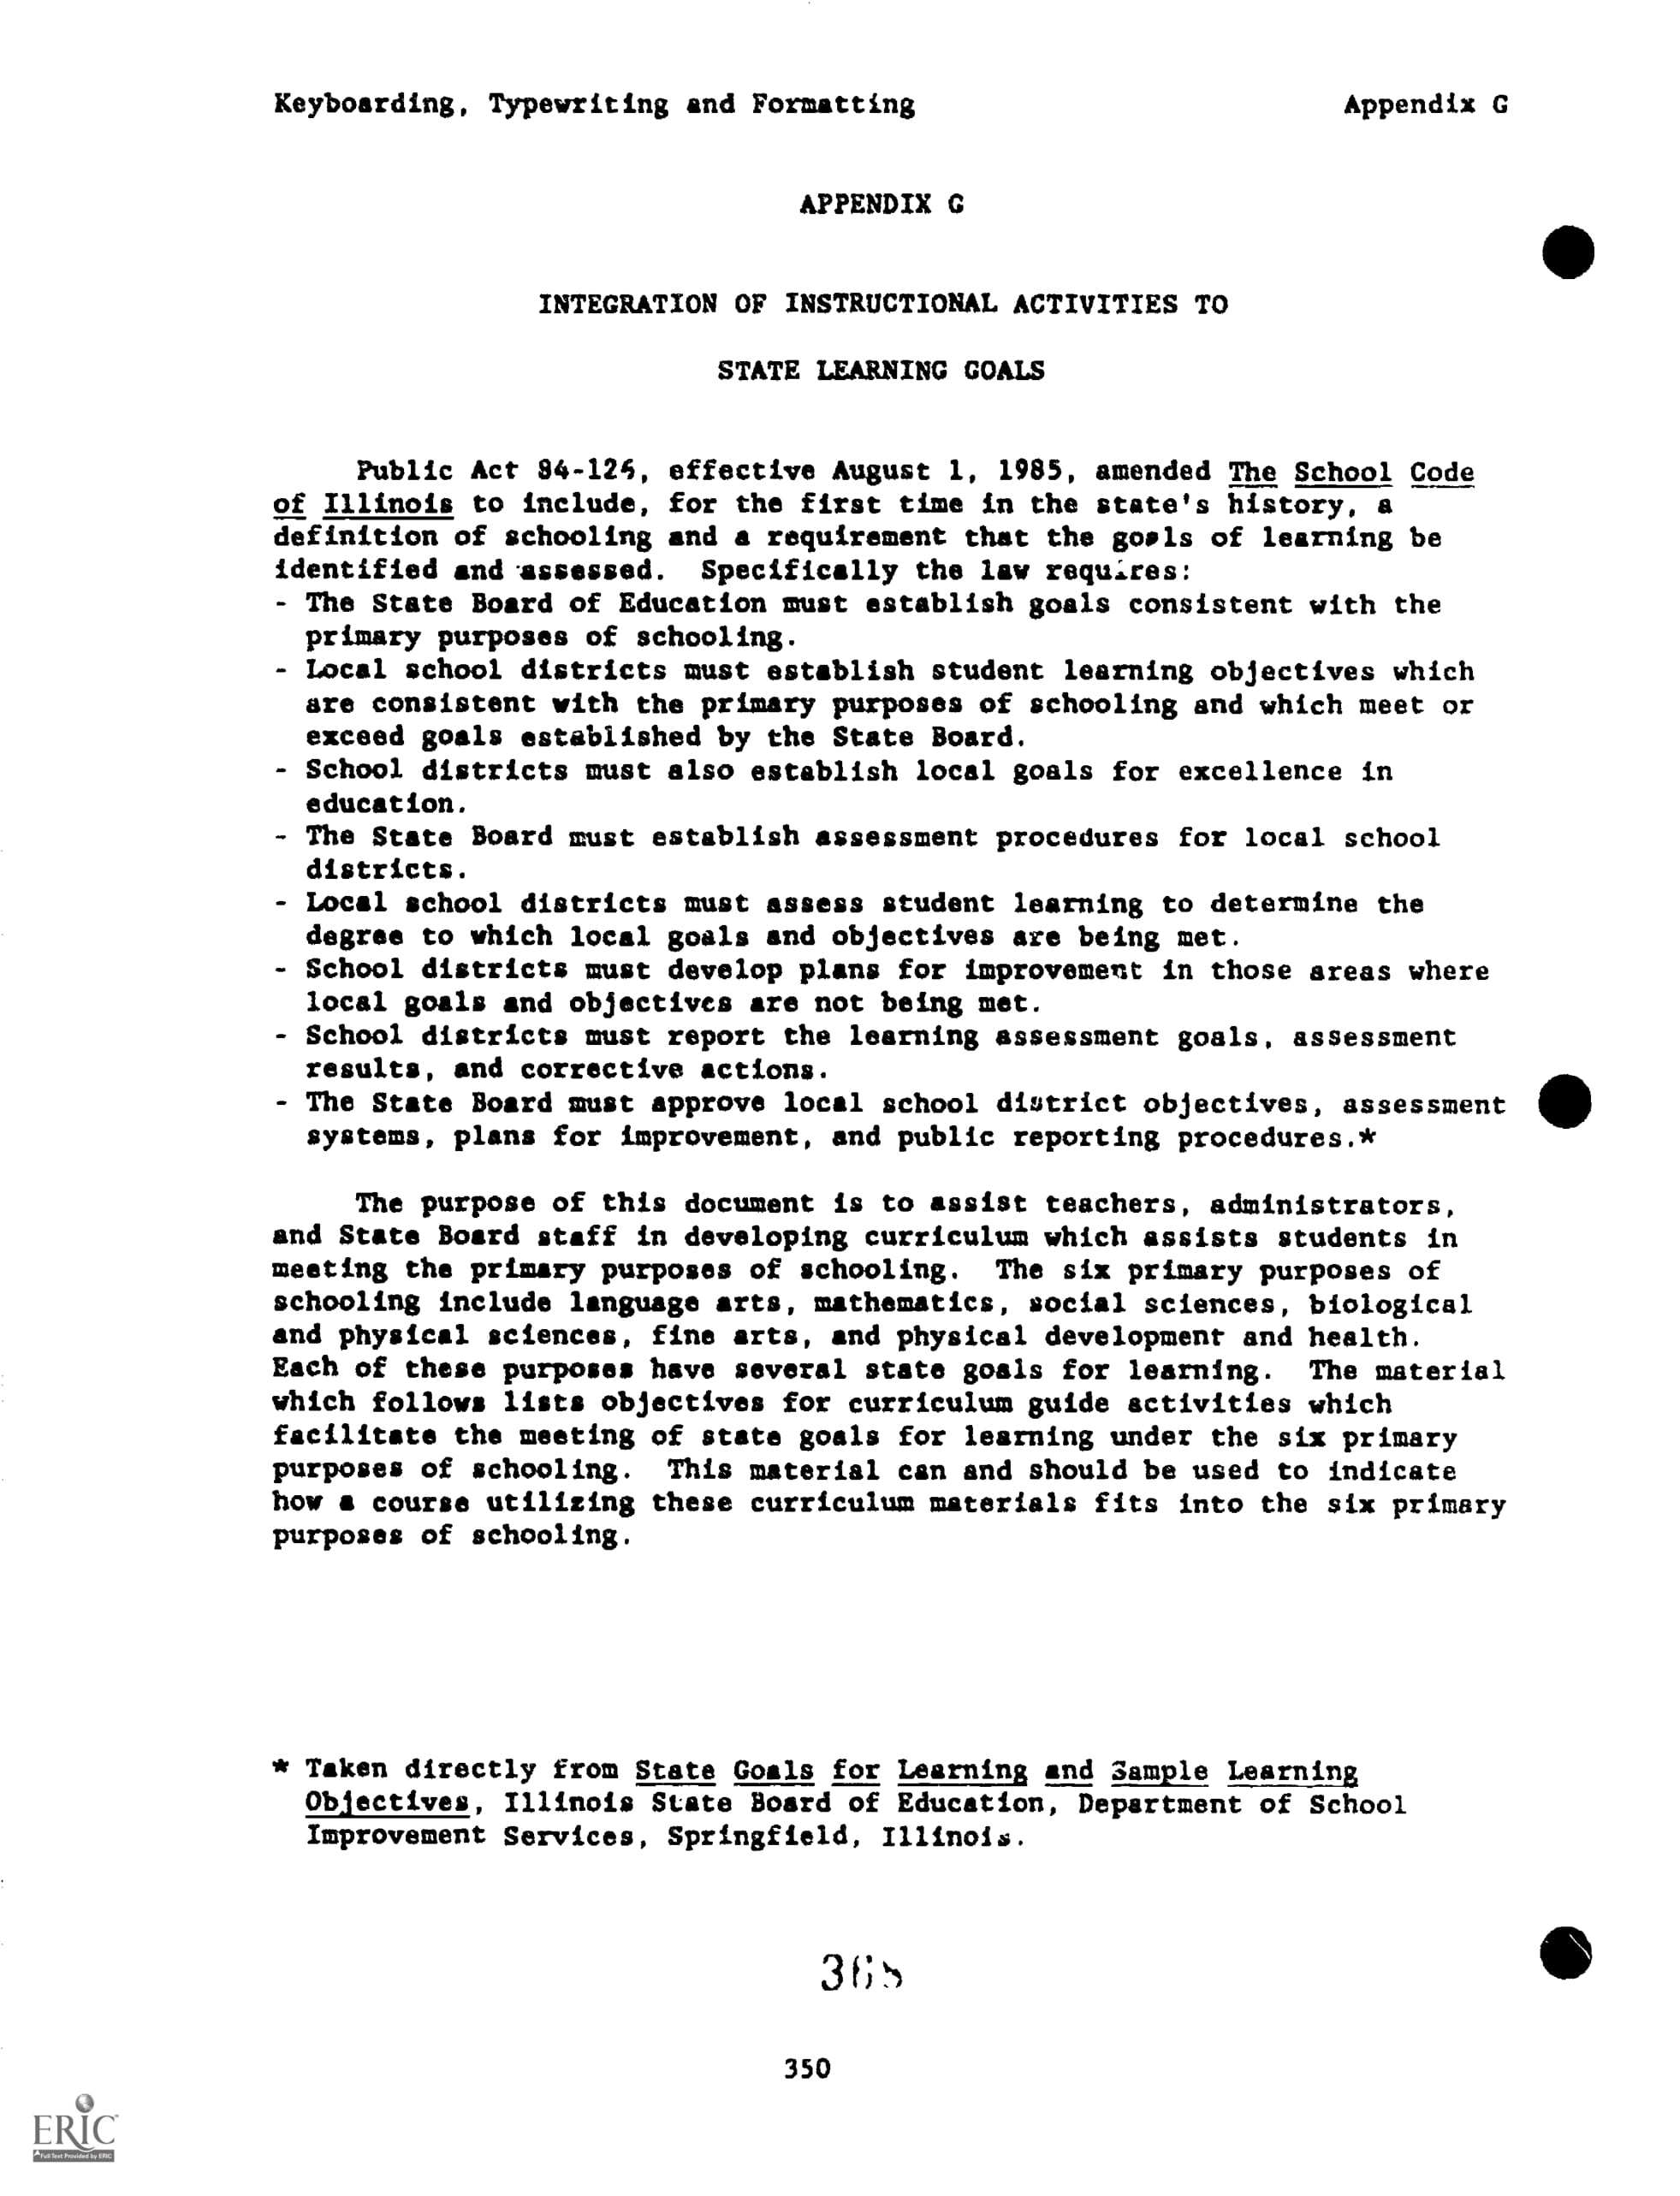 Keyboarding, Typewriting and Formatting Appendix G
APPENDIX G
INTEGRATION OF INSTRUCTIONAL ACTIVITIES TO
STATE LEARNING GOALS
Public Act 84-126, effective August 1, 1985, amended The School Code
of Illinois to include, for the first time in the state's history, a
definition of schooling and a requirement that the goals of learning be
identified and assessed. Specifically the law requires:
- The State Board of Education must establish goals consistent with the
primary purposes of schooling.
- Local school districts must establish student learning objectives which
are consistent with the primary purposes of schooling and which meet or
exceed goals established by the State Board.
- School districts must also establish local goals for excellence in
education.
- The State Board must establish assessment procedures for local school
districts.
- Local school districts must assess student learning to determine the
degree to which local goals and objectives are being met.
- School districts must develop plans for improvement in those areas where
local goals and objectives are not being met.
- School districts must report the learning assessment goals, assessment
results, and corrective actions.
- The State Board must approve local school district objectives, assessment
systems, plans for improvement, and public reporting procedures.*
The purpose of this document is to assist teachers, administrators,
and State Board staff in developing curriculum which assists students in
meeting the primary purposes of schooling. The six primary purposes of
schooling include language arts, mathematics, social sciences, biological
and physical sciences, fine arts, and physical development and health.
Each of these purposes have several state goals for learning. The material
which follows lists objectives for curriculum guide activities which
facilitate the meeting of state goals for learning under the six primary
purposes of schooling. This material can and should be used to indicate
how a course utilizing these curriculum materials fits into the six primary
purposes of schooling.
* Taken directly from State Goals for Learning and Sample Learning
Objectives, Illinois State Board of Education, Department of School
Improvement Services, Springfield, Illinois.
350
ERIC
Full Text Provided by ERIC